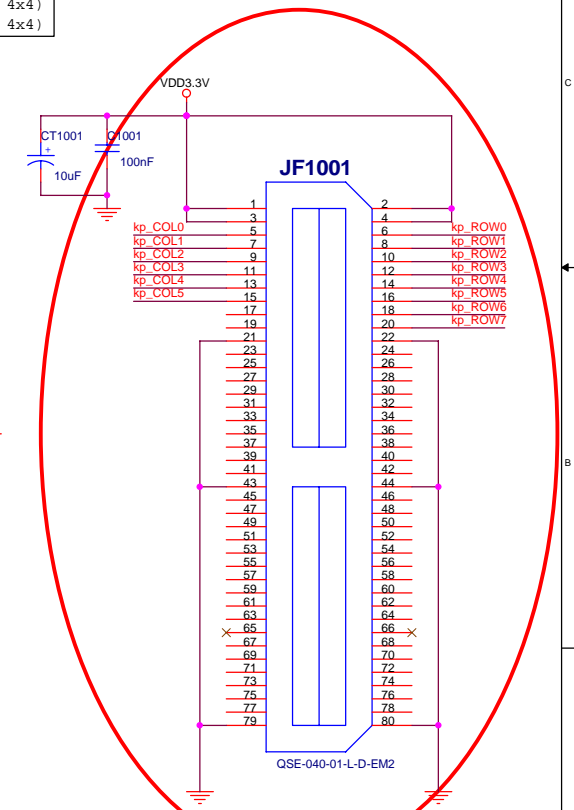 4x4)
4x4)
C
VDD3.3V
CT1001
+
10uF
C1001
100nF
JF1001
1 2
3 4
kp_COL0 5 6 kp_ROW0
kp_COL1 7 8 kp_ROW1
kp_COL2 9 10 kp_ROW2
kp_COL3 11 12 kp_ROW3
kp_COL4 13 14 kp_ROW4
kp_COL5 15 16 kp_ROW5
17 18 kp_ROW6
19 20 kp_ROW7
21 22
23 24
25 26
27 28
29 30
31 32
33 34
35 36
37 38
39 40
41 42
43 44
B
45 46
47 48
49 50
51 52
53 54
55 56
57 58
59 60
61 62
63 64
65 66
67 68
69 70
71 72
73 74
75 76
77 78
79 80
QSE-040-01-L-D-EM2